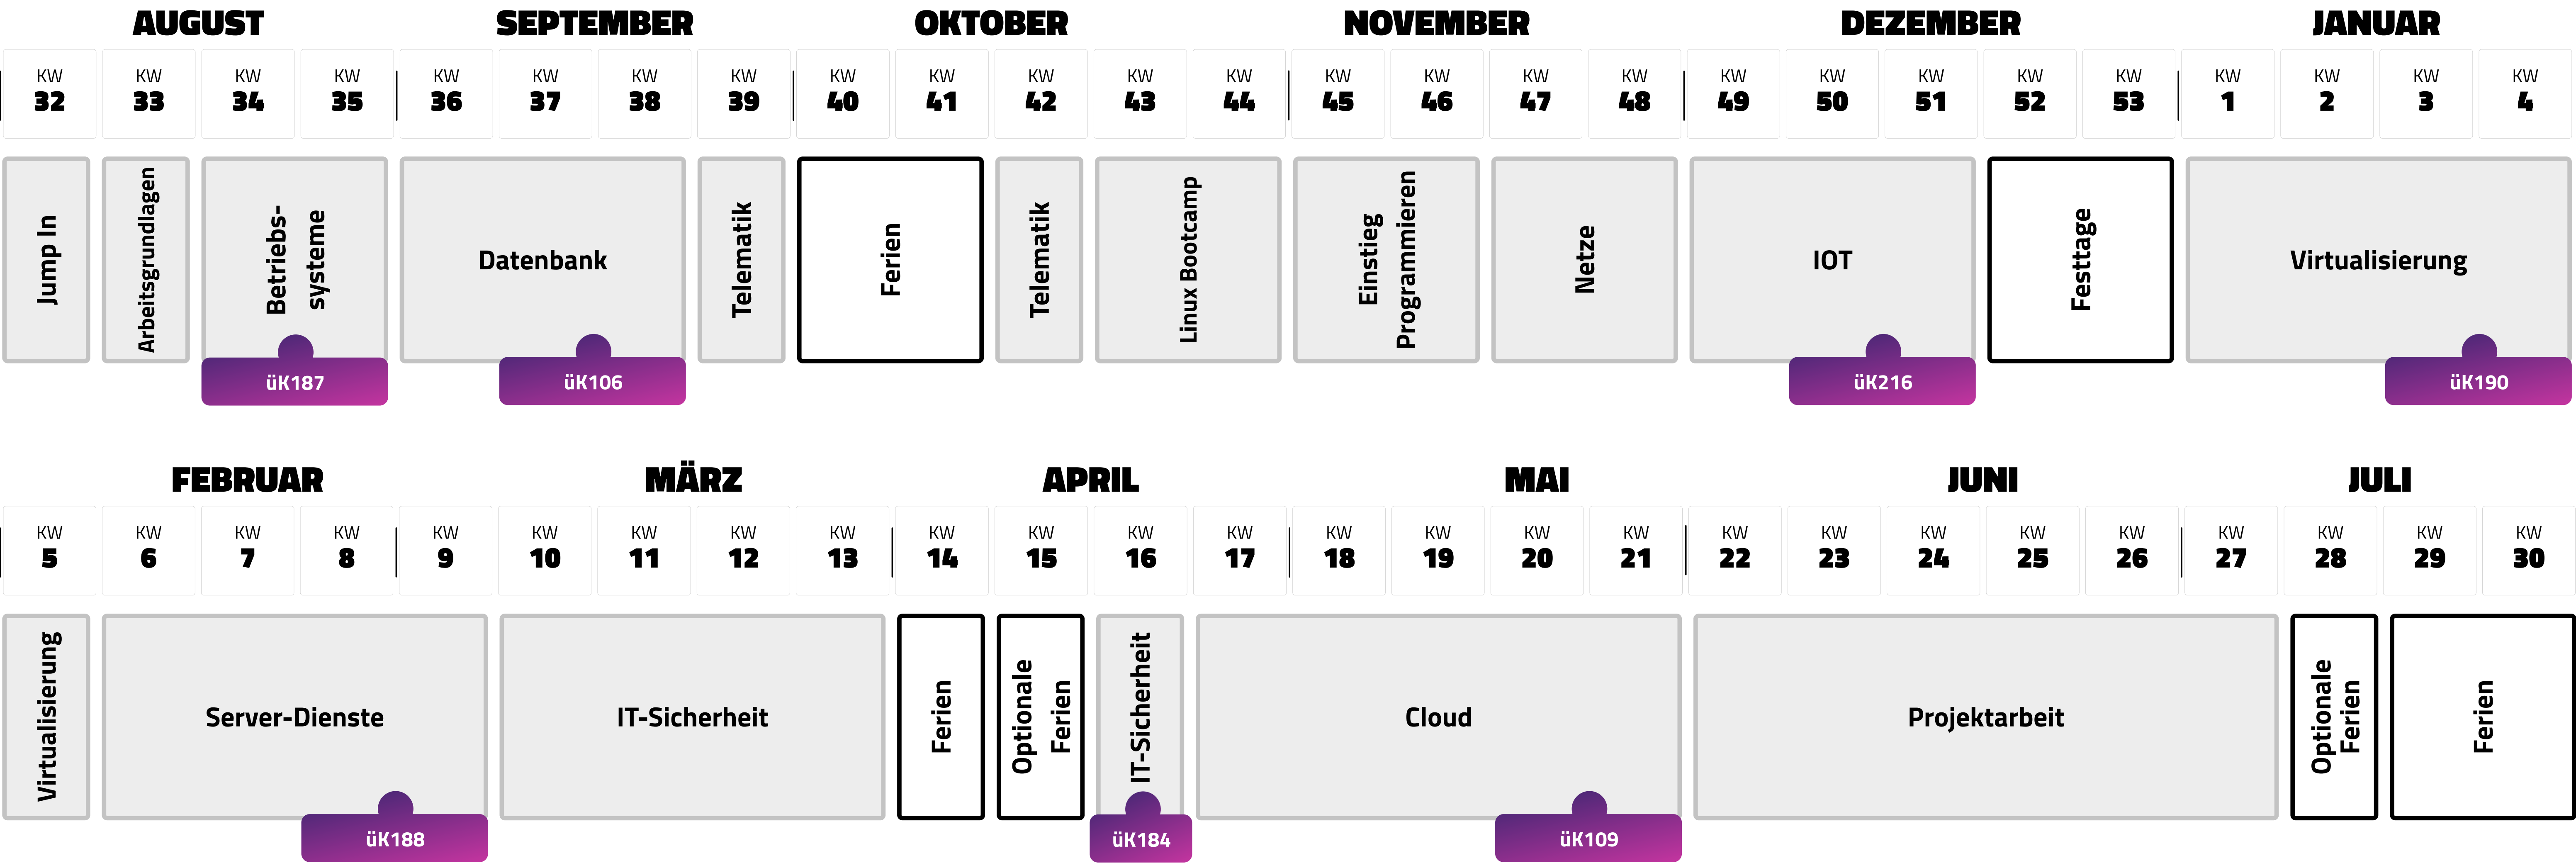 AUGUST SEPTEMBER OKTOBER NOVEMBER DEZEMBER JANUAR
KW KW KW KW KW KW KW KW KW KW KW KW KW KW KW KW KW KW KW KW KW KW KW KW KW KW
32 33 34 35 36 37 38 39 40 41 42 43 44 45 46 47 48 49 50 51 52 53 1 2 3 4
Jump In
Arbeitsgrundlagen
Betriebs-
systeme
Datenbank
Telematik
Ferien
Telematik
Linux Bootcamp
Einstieg
Programmieren
Netze
IOT
Festtage
Virtualisierung
üK187 üK106 üK216 üK190
FEBRUAR MÄRZ APRIL MAI JUNI JULI
KW KW KW KW KW KW KW KW KW KW KW KW KW KW KW KW KW KW KW KW KW KW KW KW KW KW
5 6 7 8 9 10 11 12 13 14 15 16 17 18 19 20 21 22 23 24 25 26 27 28 29 30
Virtualisierung
Server-Dienste
IT-Sicherheit
Ferien
Optionale
Ferien
IT-Sicherheit
Cloud
Projektarbeit
Optionale
Ferien
Ferien
üK188 üK184 üK109